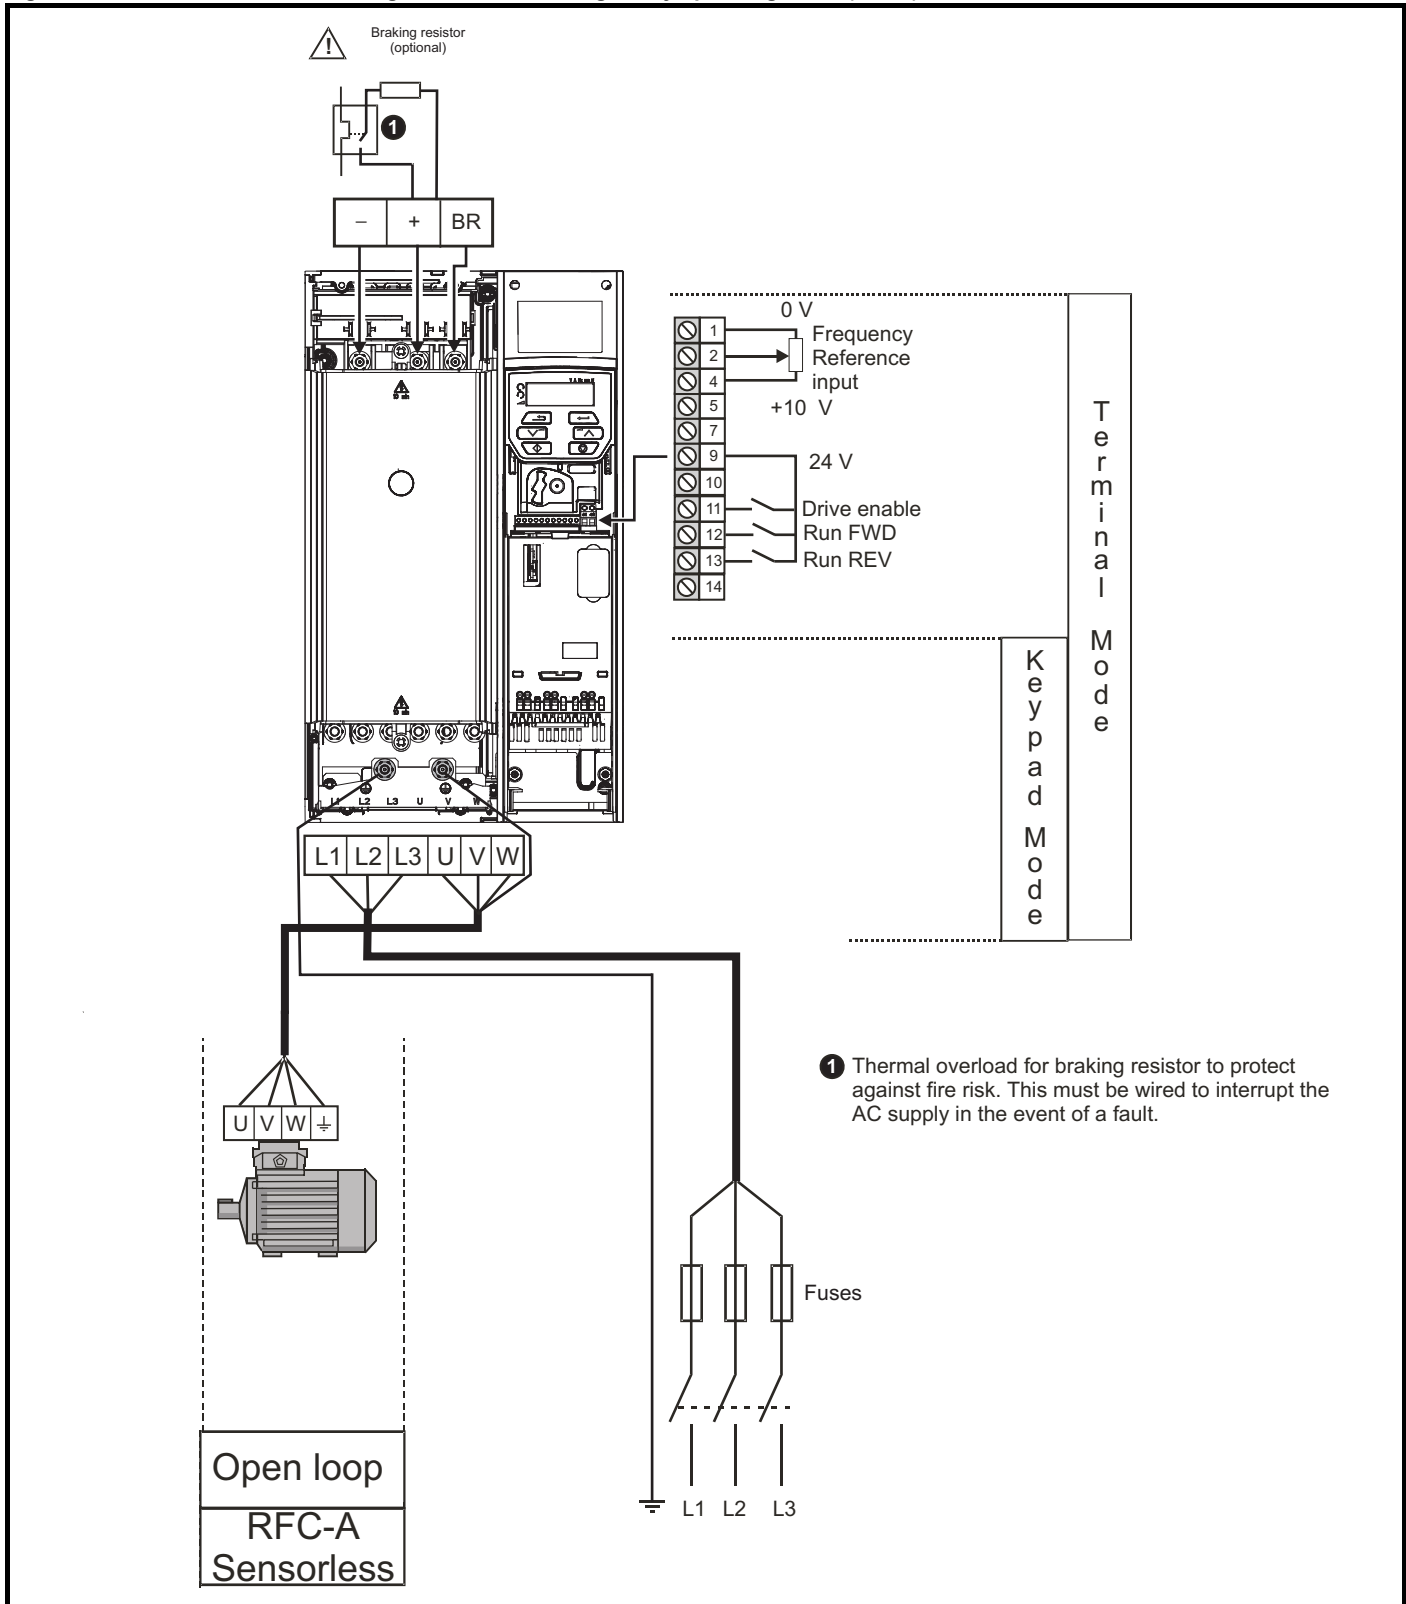 Braking resistor
(optional)
1
− + BR
0 V
1
2
4
5
7
9
10
11
12
13
14
Frequency
Reference
input
+10 V
24 V
Drive enable
Run FWD
Run REV
Terminal Mode
Keypad Mode
L1 L2 L3 U V W
L1 L2 L3 U V W
U V W
1 Thermal overload for braking resistor to protect
against fire risk. This must be wired to interrupt the
AC supply in the event of a fault.
Fuses
L1 L2 L3
Open loop
RFC-A
Sensorless